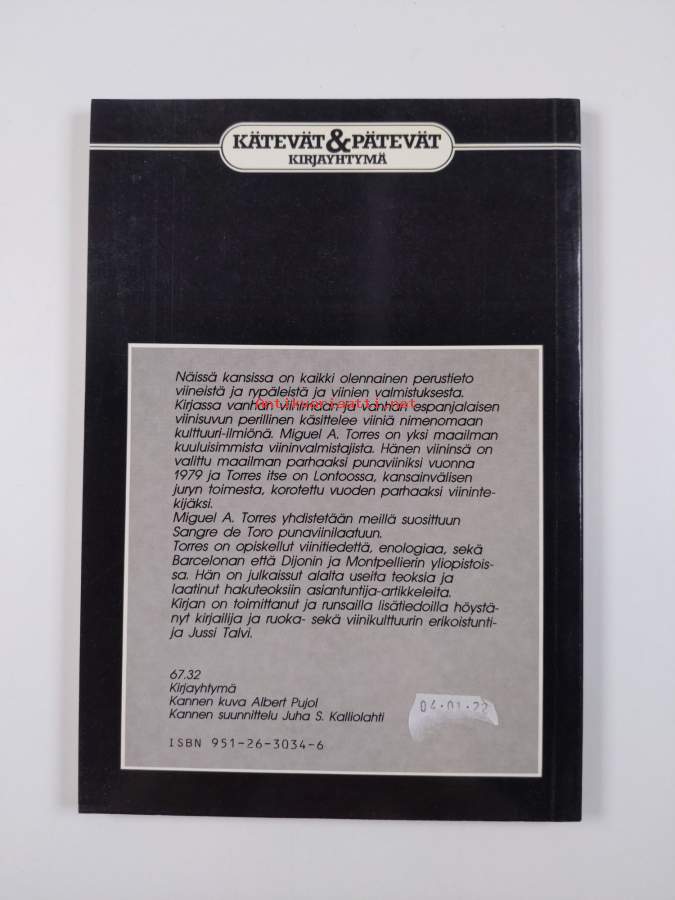 KÄTEVÄT & PÄTEVÄT
KIRJAYHTYMÄ
Näissä kansissa on kaikki olennainen perustieto
viineistä ja rypäleistä ja viinien valmistuksesta.
Antikvariaatti.net
Kirjassa vanhan viinimaan ja vanhan espanjalaisen
viinisuvun perillinen käsittelee viiniä nimenomaan
kulttuuri-ilmiönä. Miguel A. Torres on yksi maailman
kuuluisimmista viininvalmistajista. Hänen viininsä on
valittu maailman parhaaksi punaviiniksi vuonna
1979 ja Torres itse on Lontoossa, kansainvälisen
juryn toimesta, korotettu vuoden parhaaksi viininte-
kijäksi.
Miguel A. Torres yhdistetään meillä suosittuun
Sangre de Toro punaviinilaatuun.
Torres on opiskellut viinitiedettä, enologiaa, sekä
Barcelonan että Dijonin ja Montpellierin yliopistois-
sa. Hän on julkaissut alalta useita teoksia ja
laatinut hakuteoksiin asiantuntija-artikkeleita.
Kirjan on toimittanut ja runsailla lisätiedoilla höystä-
nyt kirjailija ja ruoka- sekä viinikulttuurin erikoistunti-
ja Jussi Talvi.
67.32
Kirjayhtymä
Kannen kuva Albert Pujol
Kannen suunnittelu Juha S. Kalliolahti
04·01·22
ISBN 951-26-3034-6